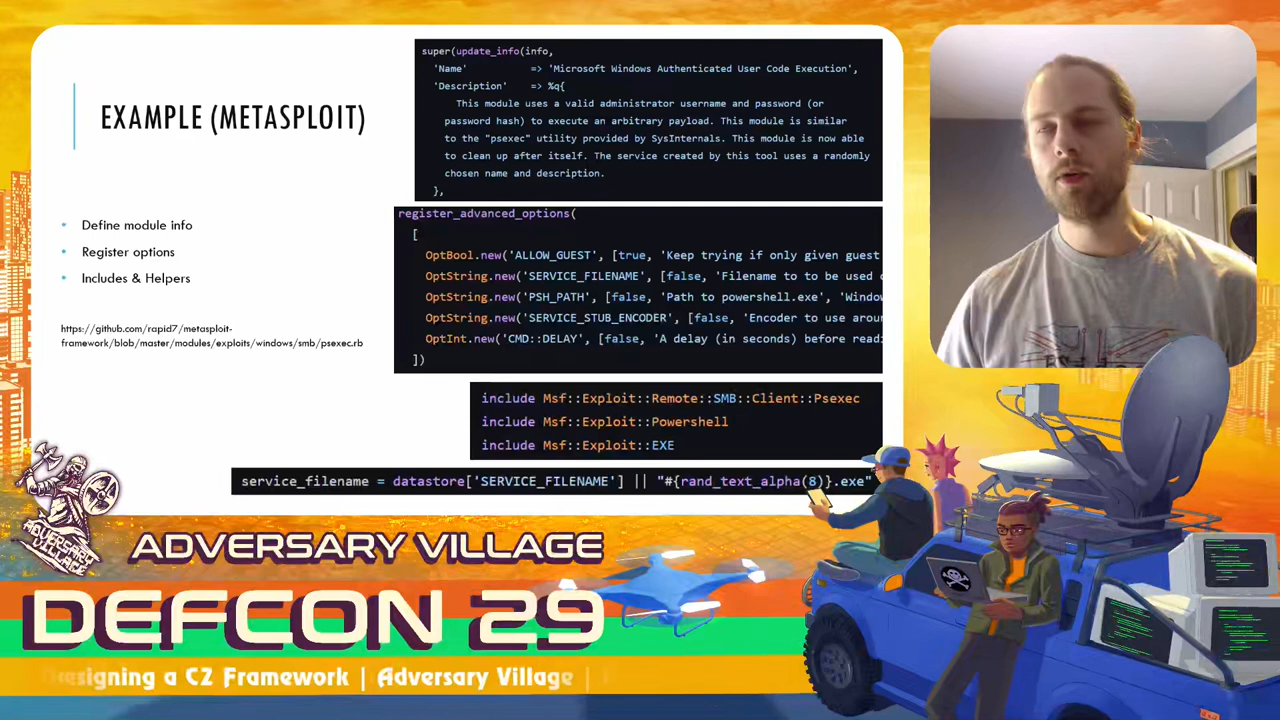 EXAMPLE (METASPLOIT)
• Define module info
• Register options
• Includes & Helpers
https://github.com/rapid7/metasploit-
framework/blob/master/modules/exploits/windows/smb/psexec.rb
super(update_info(info,
'Name' => 'Microsoft Windows Authenticated User Code Execution',
'Description' => %q{
This module uses a valid administrator username and password (or
password hash) to execute an arbitrary payload. This module is similar
to the "psexec" utility provided by SysInternals. This module is now able
to clean up after itself. The service created by this tool uses a randomly
chosen name and description.
},
register_advanced_options(
[
OptBool.new('ALLOW_GUEST', [true, 'Keep trying if only given guest
OptString.new('SERVICE_FILENAME', [false, 'Filename to to be used
OptString.new('PSH_PATH', [false, 'Path to powershell.exe', 'Window
OptString.new('SERVICE_STUB_ENCODER', [false, 'Encoder to use arou
OptInt.new('CMD::DELAY', [false, 'A delay (in seconds) before readi
])
include Msf::Exploit::Remote::SMB::Client::Psexec
include Msf::Exploit::Powershell
include Msf::Exploit::EXE
service_filename = datastore['SERVICE_FILENAME'] || "#{rand_text_alpha(8)}.exe"
ADVERSARY VILLAGE
ADVERSARY VILLAGE
DEFCON 29
Designing a C2 Framework | Adversary Village |